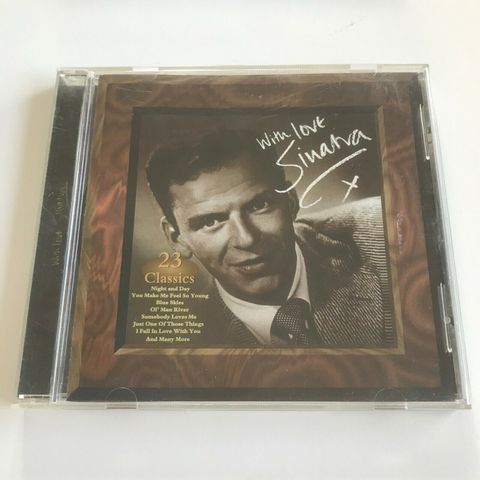 With love
Sinatra
x
23
Classics
Night and Day
You Make Me Feel So Young
Blue Skies
Ol' Man River
Somebody Loves Me
Just One Of Those Things
I Fall In Love With You
And Many More